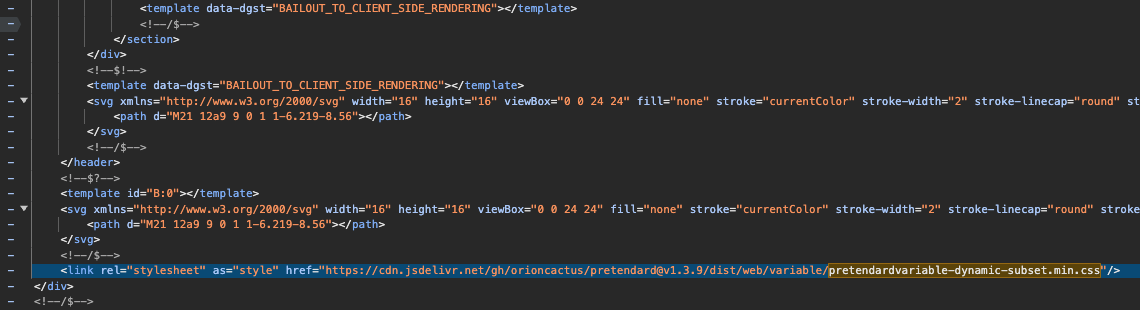 <template data-dgst="BAILOUT_TO_CLIENT_SIDE_RENDERING"></template>
<!--/$-->
</section>
</div>
<!--$!-->
<template data-dgst="BAILOUT_TO_CLIENT_SIDE_RENDERING"></template>
<svg xmlns="http://www.w3.org/2000/svg" width="16" height="16" viewBox="0 0 24 24" fill="none" stroke="currentColor" stroke-width="2" stroke-linecap="round" st
<path d="M21 12a9 9 0 1 1-6.219-8.56"></path>
</svg>
<!--/$-->
</header>
<!--$?-->
<template id="B:0"></template>
<svg xmlns="http://www.w3.org/2000/svg" width="16" height="16" viewBox="0 0 24 24" fill="none" stroke="currentColor" stroke-width="2" stroke-linecap="round" stroke
<path d="M21 12a9 9 0 1 1-6.219-8.56"></path>
</svg>
<!--/$-->
<link rel="stylesheet" as="style" href="https://cdn.jsdelivr.net/gh/orioncactus/pretendard@v1.3.9/dist/web/variable/pretendardvariable-dynamic-subset.min.css"/>
</div>
<!--/$-->